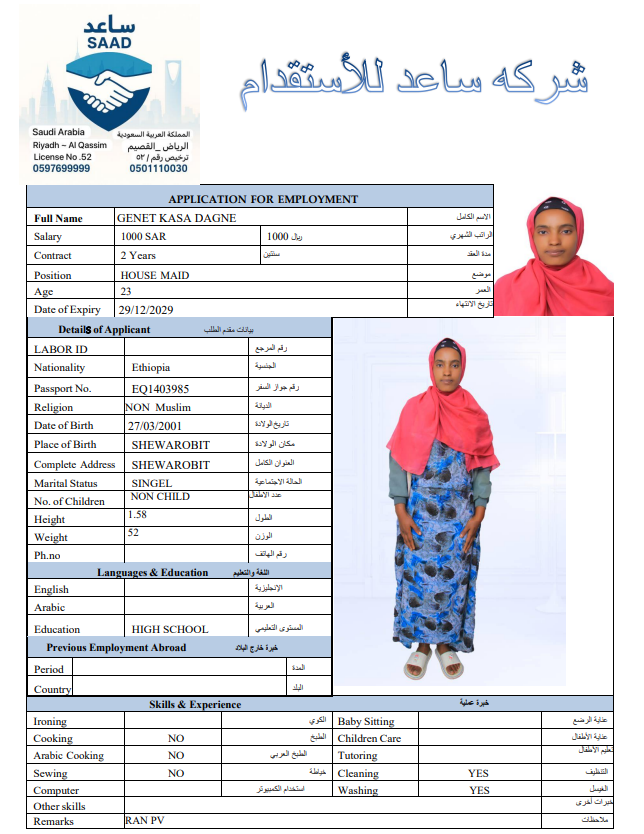 ساعد
SAAD
Saudi Arabia المملكة العربية السعودية
Riyadh ~ Al Qassim الرياض _القصيم
License No .52 ترخيص رقم / ٥٢
0597699999 0501110030
شركه ساعد للأستقدام
APPLICATION FOR EMPLOYMENT
Full Name GENET KASA DAGNE الاسم الكامل
Salary 1000 SAR 1000 ريال الراتب الشهري
Contract 2 Years سنتين مدة العقد
Position HOUSE MAID موضع
Age 23 العمر
Date of Expiry 29/12/2029 تاريخ الانتهاء
Details of Applicant بيانات مقدم الطلب
LABOR ID رقم المرجع
Nationality Ethiopia الجنسية
Passport No. EQ1403985 رقم جواز السفر
Religion NON Muslim الديانة
Date of Birth 27/03/2001 تاريخ الولادة
Place of Birth SHEWAROBIT مكان الولادة
Complete Address SHEWAROBIT العنوان الكامل
Marital Status SINGEL الحالة الاجتماعية
No. of Children NON CHILD عدد الاطفال
Height 1.58 الطول
Weight 52 الوزن
Ph.no رقم الهاتف
Languages & Education اللغة والتعليم
English الإنجليزية
Arabic العربية
Education HIGH SCHOOL المستوى التعليمي
Previous Employment Abroad خبرة خارج البلاد
Period المدة
Country البلد
Skills & Experience خبرة عملية
Ironing الكوي Baby Sitting عناية الرضع
Cooking NO الطبخ Children Care عناية الأطفال
Arabic Cooking NO الطبخ العربي Tutoring تعليم الأطفال
Sewing NO خياطة Cleaning YES التنظيف
Computer استخدام الكمبيوتر Washing YES الغيسل
Other skills خبرات أخرى
Remarks RAN PV ملاحظات